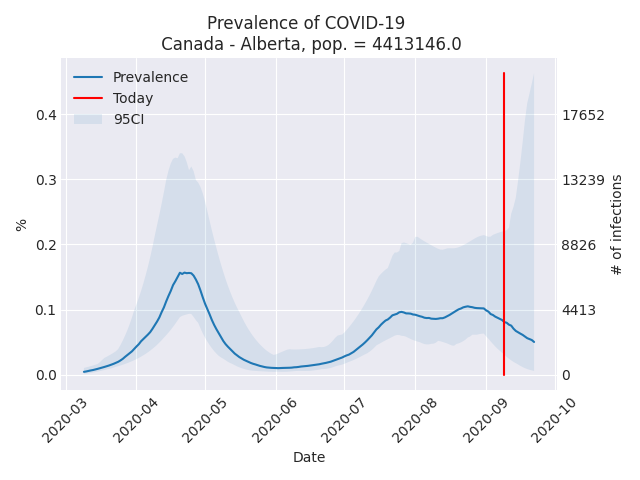 Prevalence of COVID-19
Canada - Alberta, pop. = 4413146.0
Prevalence
Today
95CI
0.4
0.3
0.2
0.1
0.0
%
17652
13239
8826
4413
0
# of infections
2020-03
2020-04
2020-05
2020-06
2020-07
2020-08
2020-09
2020-10
Date